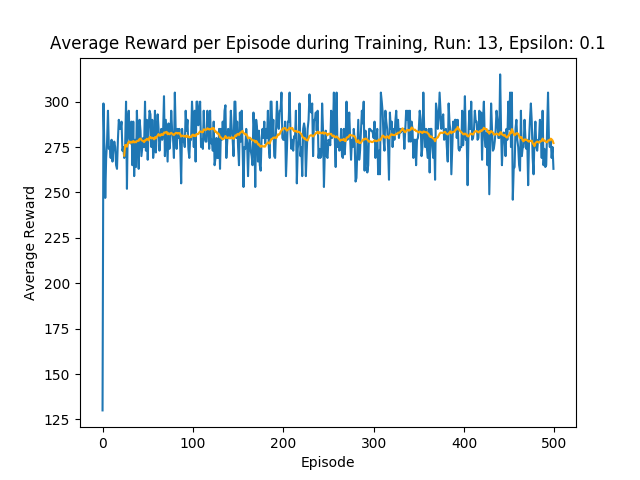 Average Reward per Episode during Training, Run: 13, Epsilon: 0.1
Average Reward
300
275
250
225
200
175
150
125
0 100 200 300 400 500
Episode